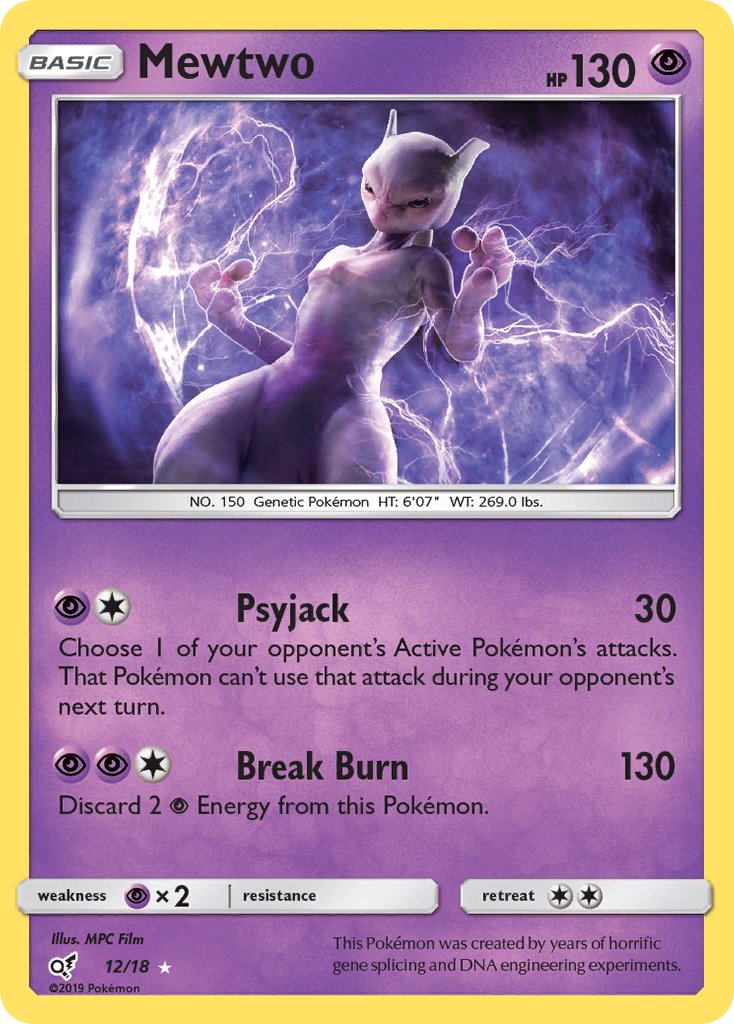 BASIC Mewtwo HP 130
NO. 150 Genetic Pokémon HT: 6'07" WT: 269.0 lbs.
Psyjack 30
Choose 1 of your opponent's Active Pokémon's attacks.
That Pokémon can't use that attack during your opponent's
next turn.
Break Burn 130
Discard 2 Energy from this Pokémon.
weakness ×2 resistance retreat
Illus. MPC Film
12/18
©2019 Pokémon
This Pokémon was created by years of horrific
gene splicing and DNA engineering experiments.